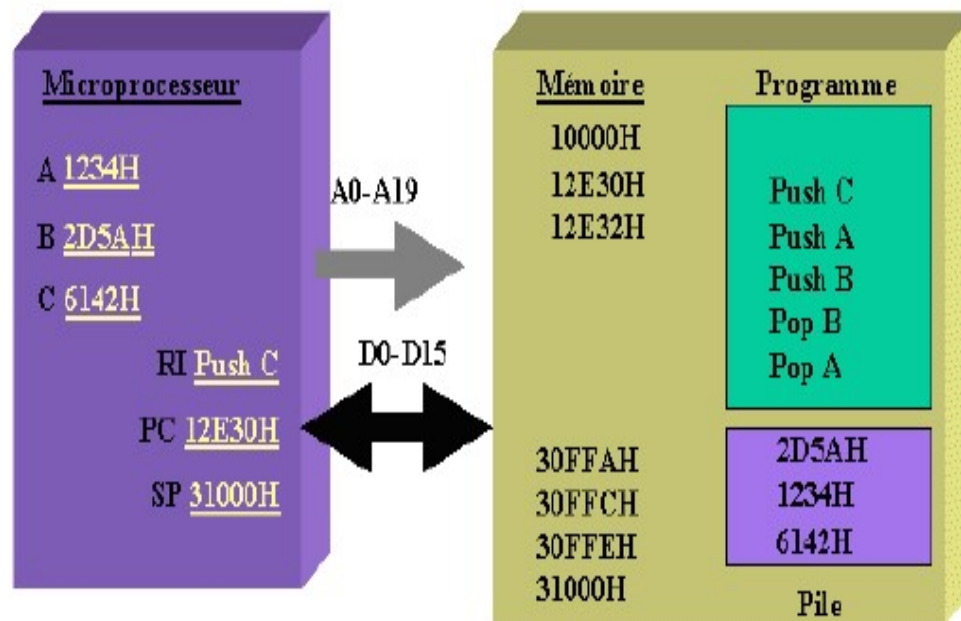 Microprocesseur
A 1234H
B 2D5AH
C 6142H
RI Push C
PC 12E30H
SP 31000H
A0-A19
D0-D15
Mémoire
10000H
12E30H
12E32H
30FFAH
30FFCH
30FFEH
31000H
Programme
Push C
Push A
Push B
Pop B
Pop A
2D5AH
1234H
6142H
Pile